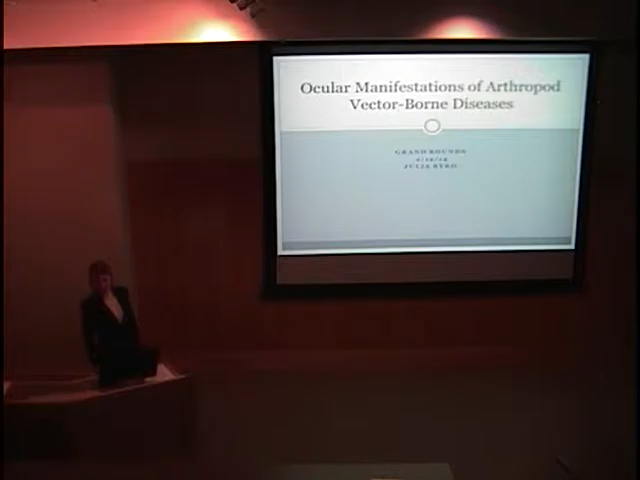 Ocular Manifestations of Arthropod
Vector-Borne Diseases
GRAND ROUNDS
JULIA BYRD